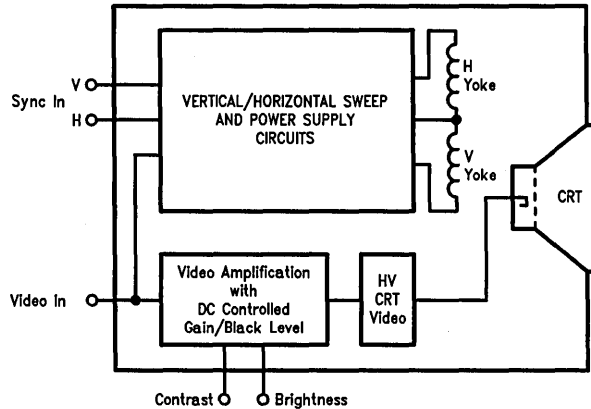 V
Sync In
H
VERTICAL/HORIZONTAL SWEEP
AND POWER SUPPLY
CIRCUITS
H
Yoke
V
Yoke
CRT
Video In
Video Amplification
with
DC Controlled
Gain/Black Level
HV
CRT
Video
Contrast
Brightness